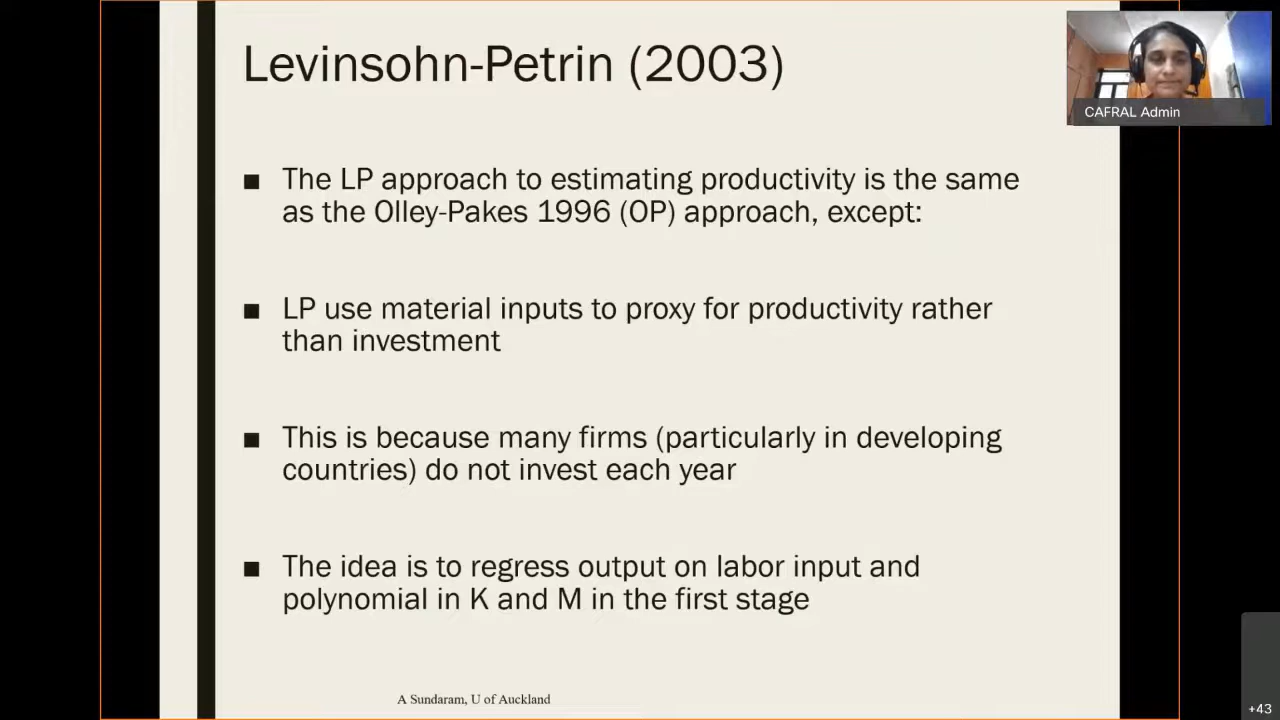 Levinsohn-Petrin (2003)
CAFRAL Admin
■ The LP approach to estimating productivity is the same
as the Olley-Pakes 1996 (OP) approach, except:
■ LP use material inputs to proxy for productivity rather
than investment
■ This is because many firms (particularly in developing
countries) do not invest each year
■ The idea is to regress output on labor input and
polynomial in K and M in the first stage
A Sundaram, U of Auckland
+43